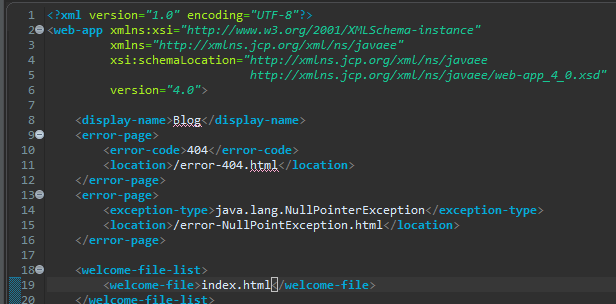 1 <?xml version="1.0" encoding="UTF-8"?>
2 <web-app xmlns:xsi="http://www.w3.org/2001/XMLSchema-instance"
3 xmlns="http://xmlns.jcp.org/xml/ns/javaee"
4 xsi:schemaLocation="http://xmlns.jcp.org/xml/ns/javaee
5 http://xmlns.jcp.org/xml/ns/javaee/web-app_4_0.xsd"
6 version="4.0">
7
8 <display-name>Blog</display-name>
9 <error-page>
10 <error-code>404</error-code>
11 <location>/error-404.html</location>
12 </error-page>
13 <error-page>
14 <exception-type>java.lang.NullPointerException</exception-type>
15 <location>/error-NullPointException.html</location>
16 </error-page>
17
18 <welcome-file-list>
19 <welcome-file>index.html</welcome-file>
20 </welcome-file-list>